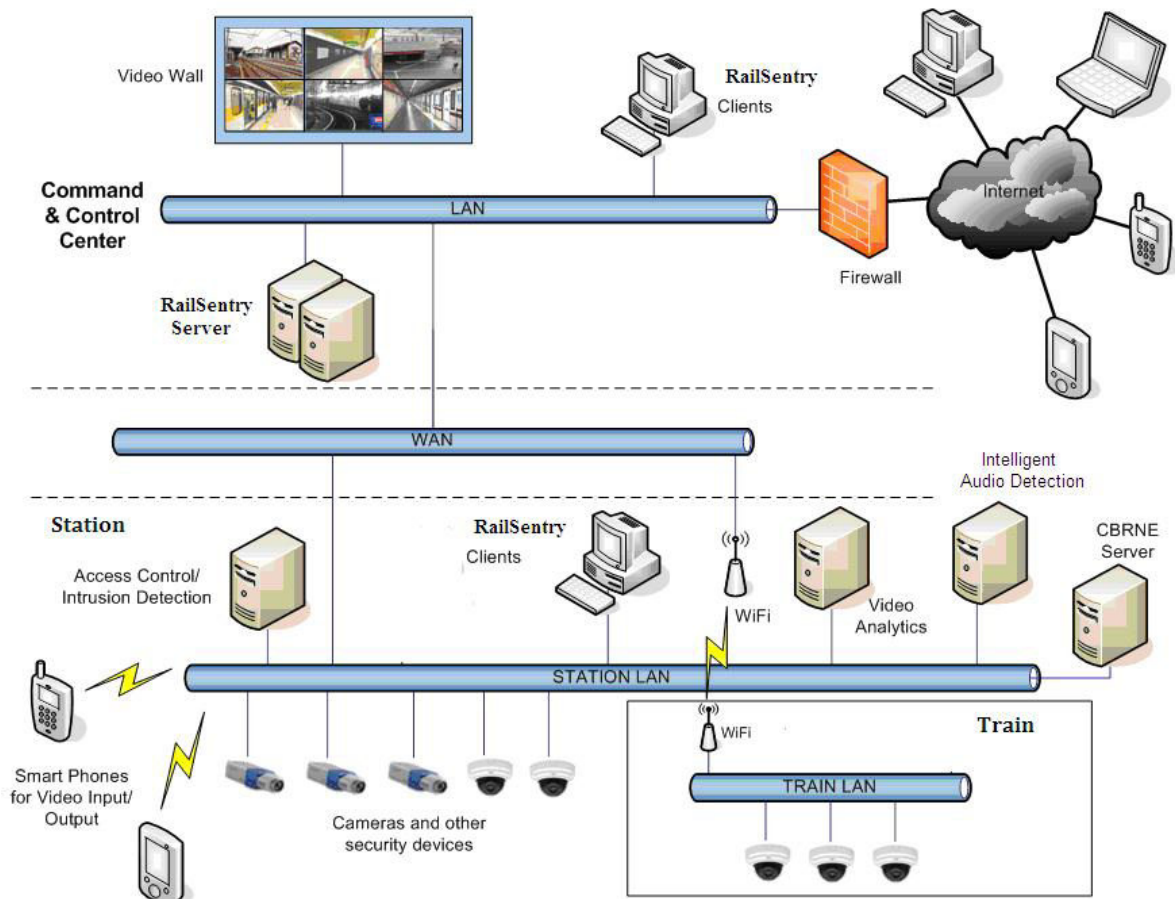 Video Wall
RailSentry
Clients
Command
& Control
Center
LAN
Internet
Firewall
RailSentry
Server
WAN
Intelligent
Audio Detection
Station
RailSentry
Clients
CBRNE
Server
Access Control/
Intrusion Detection
WiFi
Video
Analytics
STATION LAN
WiFi
Train
Smart Phones
for Video Input/
Output
TRAIN LAN
Cameras and other
security devices